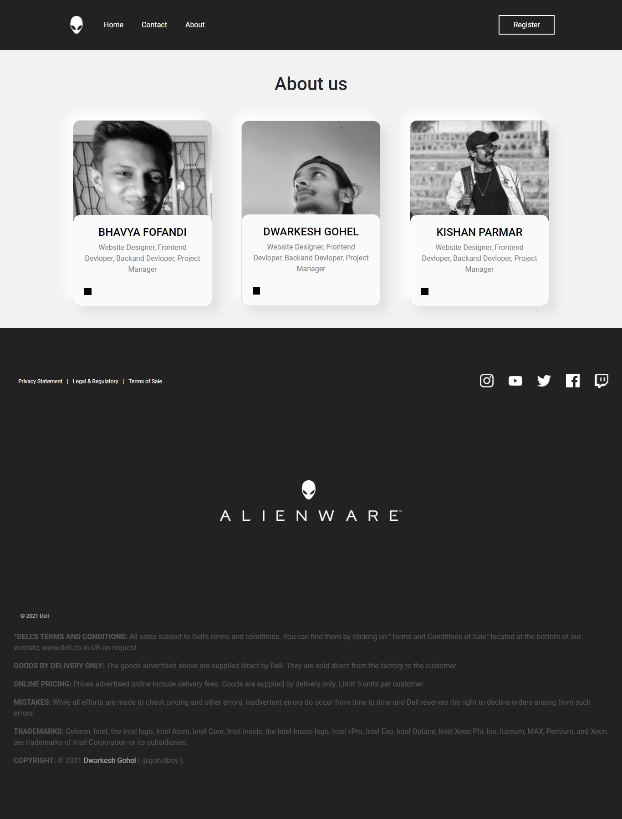 Home Contact About Register
About us
BHAVYA FOFANDI
Website Designer, Frontend
Devloper, Backand Devloper, Project
Manager
DWARKESH GOHEL
Website Designer, Frontend
Devloper, Backand Devloper, Project
Manager
KISHAN PARMAR
Website Designer, Frontend
Devloper, Backand Devloper, Project
Manager
Privacy Statement | Legal & Regulatory | Terms of Sale
ALIENWARE™
© 2021 Dell
*DELL'S TERMS AND CONDITIONS: All sales subject to Dell's terms and conditions. You can find them by clicking on "Terms and Conditions of Sale" located at the bottom of our
website; www.dell.co.in OR on request
GOODS BY DELIVERY ONLY: The goods advertised above are supplied direct by Dell. They are sold direct from the factory to the customer.
ONLINE PRICING: Prices advertised online include delivery fees. Goods are supplied by delivery only. Limit 5 units per customer.
MISTAKES: While all efforts are made to check pricing and other errors, inadvertent errors do occur from time to time and Dell reserves the right to decline orders arising from such
errors.
TRADEMARKS: Celeron, Intel, the Intel logo, Intel Atom, Intel Core, Intel Inside, the Intel Inside logo, Intel vPro, Intel Evo, Intel Optane, Intel Xeon Phi, Iris, Itanium, MAX, Pentium, and Xeon
are trademarks of Intel Corporation or its subsidiaries.
COPYRIGHT: © 2021 Dwarkesh Gohel ( @gohelboy ).